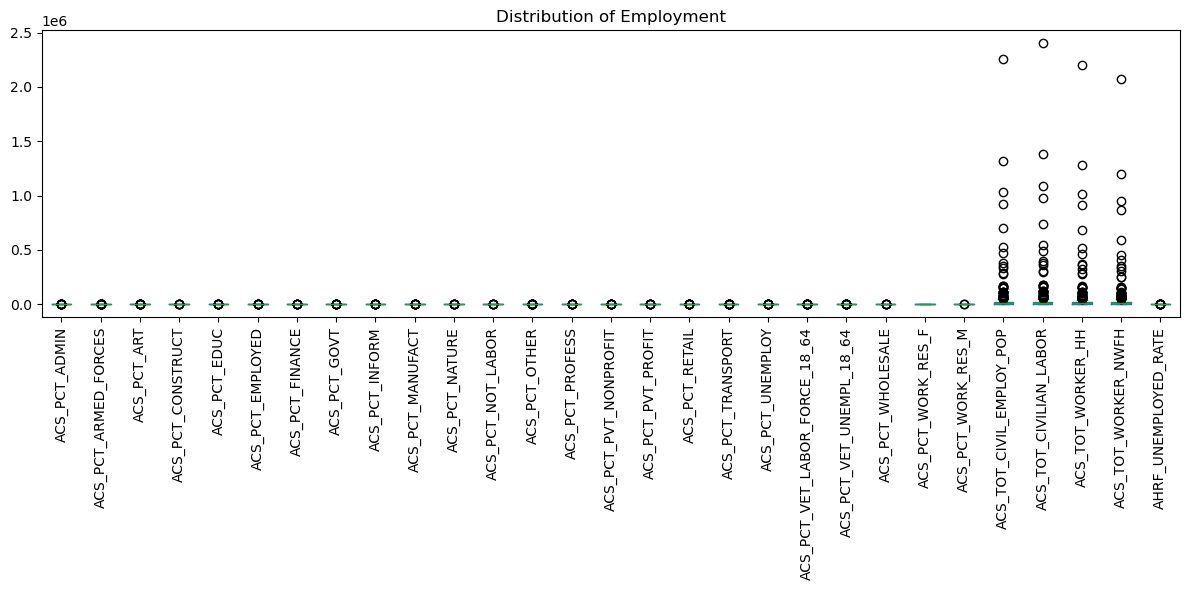 Distribution of Employment
1e6
2.5
2.0
1.5
1.0
0.5
0.0
ACS_PCT_ADMIN
ACS_PCT_ARMED_FORCES
ACS_PCT_ART
ACS_PCT_CONSTRUCT
ACS_PCT_EDUC
ACS_PCT_EMPLOYED
ACS_PCT_FINANCE
ACS_PCT_GOVT
ACS_PCT_INFORM
ACS_PCT_MANUFACT
ACS_PCT_NATURE
ACS_PCT_NOT_LABOR
ACS_PCT_OTHER
ACS_PCT_PROFESS
ACS_PCT_PVT_NONPROFIT
ACS_PCT_PVT_PROFIT
ACS_PCT_RETAIL
ACS_PCT_TRANSPORT
ACS_PCT_UNEMPLOY
ACS_PCT_VET_LABOR_FORCE_18_64
ACS_PCT_VET_UNEMPL_18_64
ACS_PCT_WHOLESALE
ACS_PCT_WORK_RES_F
ACS_PCT_WORK_RES_M
ACS_TOT_CIVIL_EMPLOY_POP
ACS_TOT_CIVILIAN_LABOR
ACS_TOT_WORKER_HH
ACS_TOT_WORKER_NWFH
AHRF_UNEMPLOYED_RATE